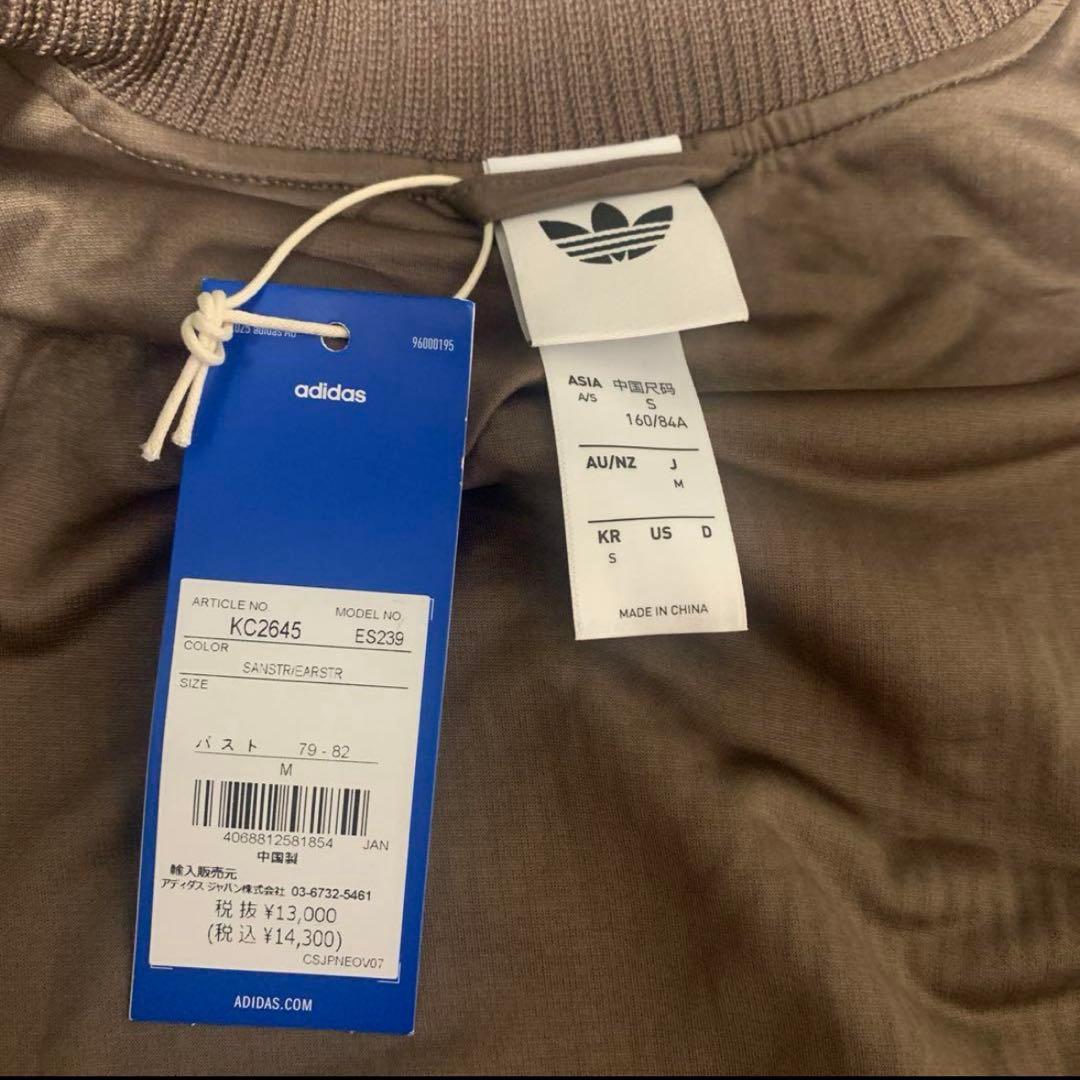 96000195
adidas
ARTICLE NO.
MODEL NO.
KC2645
ES239
COLOR
SANSTR/EARSTR
SIZE
バスト 79 - 82
M
4068812581854 JAN
中国製
輸入販売元
アディダス ジャパン株式会社 03-6732-5461
税抜 ¥13,000
(税込 ¥14,300)
CSJPNEOV07
ADIDAS.COM
ASIA 中国尺码
A/S S
160/84A
AU/NZ J
M
KR US D
S
MADE IN CHINA